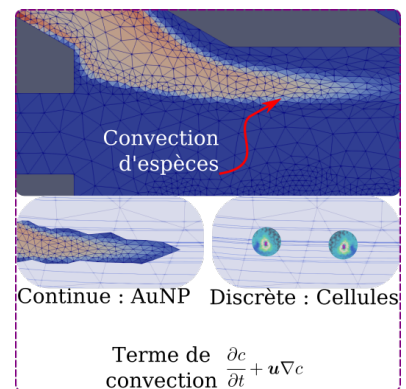 Convection
d'espèces
Continue : AuNP Discrète : Cellules
Terme de
convection ∂c/∂t + u∇c